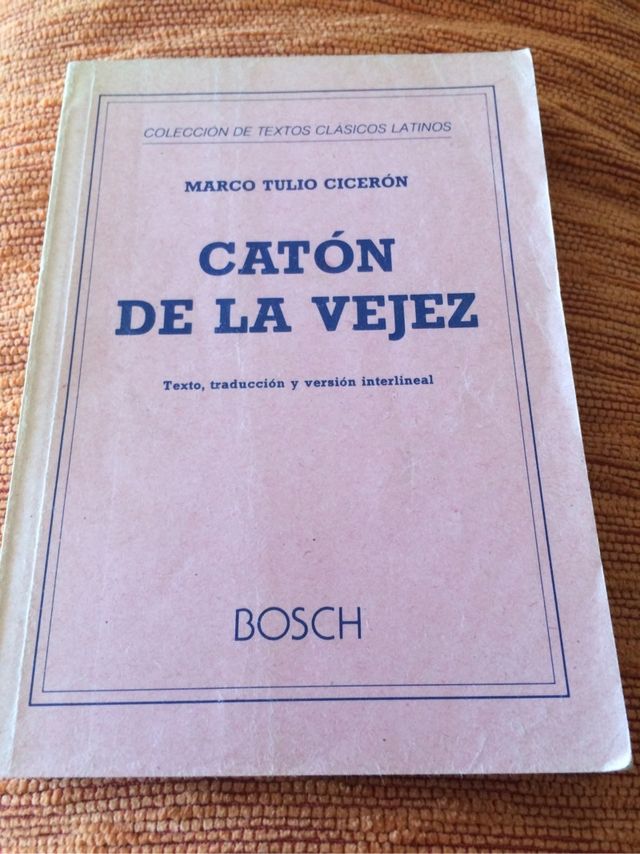 COLECCIÓN DE TEXTOS CLÁSICOS LATINOS
MARCO TULIO CICERÓN
CATÓN
DE LA VEJEZ
Texto, traducción y versión interlineal
BOSCH